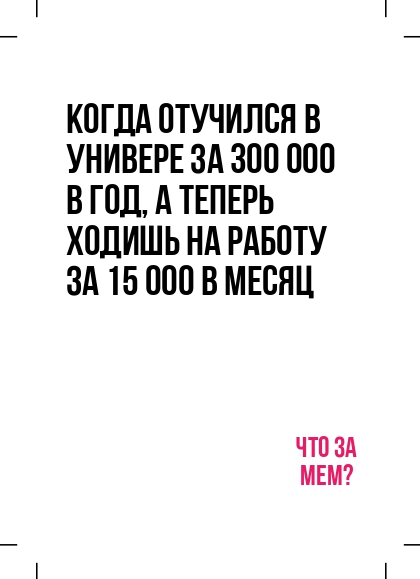 КОГДА ОТУЧИЛСЯ В
УНИВЕРЕ ЗА 300 000
В ГОД, А ТЕПЕРЬ
ХОДИШЬ НА РАБОТУ
ЗА 15 000 В МЕСЯЦ
ЧТО ЗА
МЕМ?